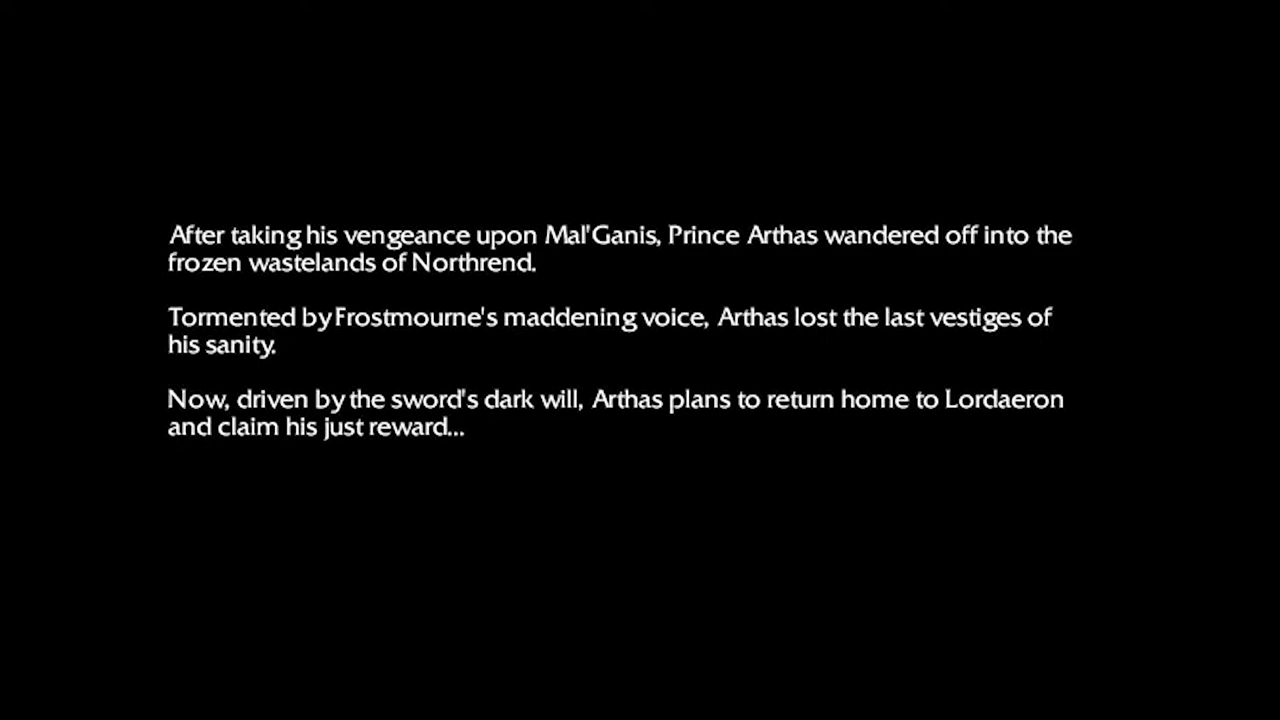 After taking his vengeance upon Mal'Ganis, Prince Arthas wandered off into the
frozen wastelands of Northrend.
Tormented by Frostmourne's maddening voice, Arthas lost the last vestiges of
his sanity.
Now, driven by the sword's dark will, Arthas plans to return home to Lordaeron
and claim his just reward...